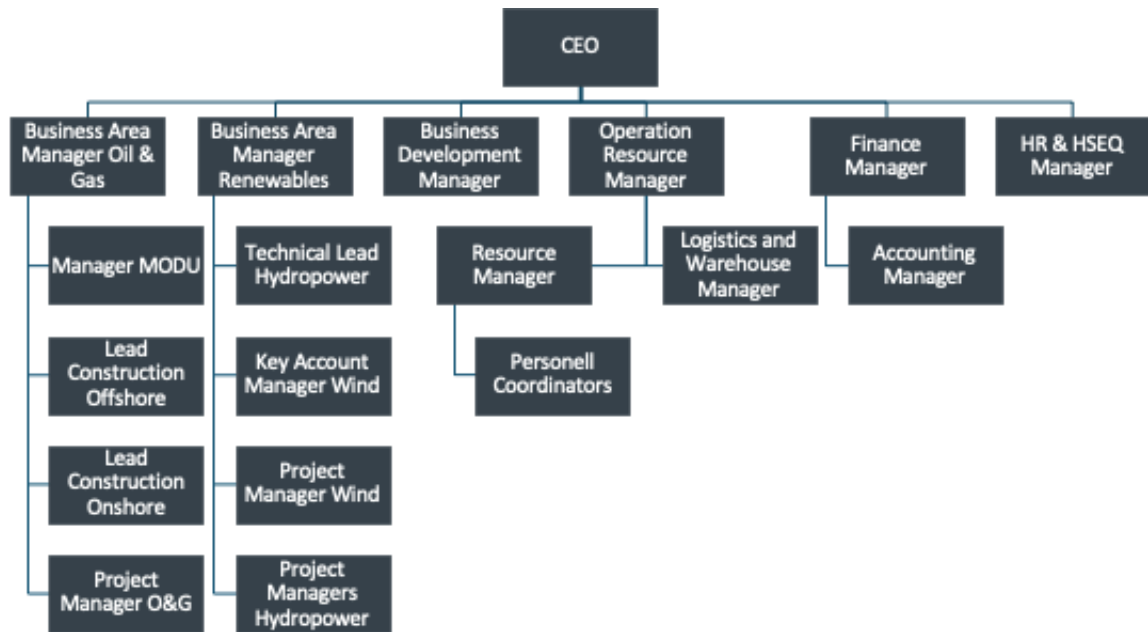 CEO
Business Area
Manager Oil &
Gas
Business Area
Manager
Renewables
Business
Development
Manager
Operation
Resource
Manager
Finance
Manager
HR & HSEQ
Manager
Manager MODU
Technical Lead
Hydropower
Resource
Manager
Logistics and
Warehouse
Manager
Accounting
Manager
Lead
Construction
Offshore
Key Account
Manager Wind
Personell
Coordinators
Lead
Construction
Onshore
Project
Manager Wind
Project
Manager O&G
Project
Managers
Hydropower